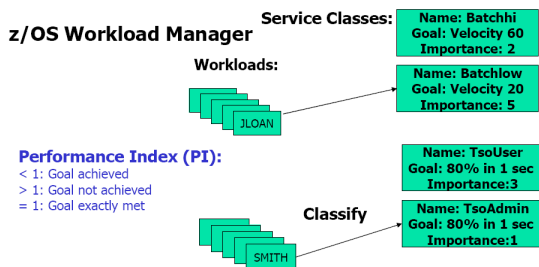 z/OS Workload Manager
Service Classes:
Name: Batchhi
Goal: Velocity 60
Importance: 2
Workloads:
Name: Batchlow
Goal: Velocity 20
Importance: 5
JLOAN
Performance Index (PI):
< 1: Goal achieved
> 1: Goal not achieved
= 1: Goal exactly met
Name: TsoUser
Goal: 80% in 1 sec
Importance:3
Classify
Name: TsoAdmin
Goal: 80% in 1 sec
Importance:1
SMITH